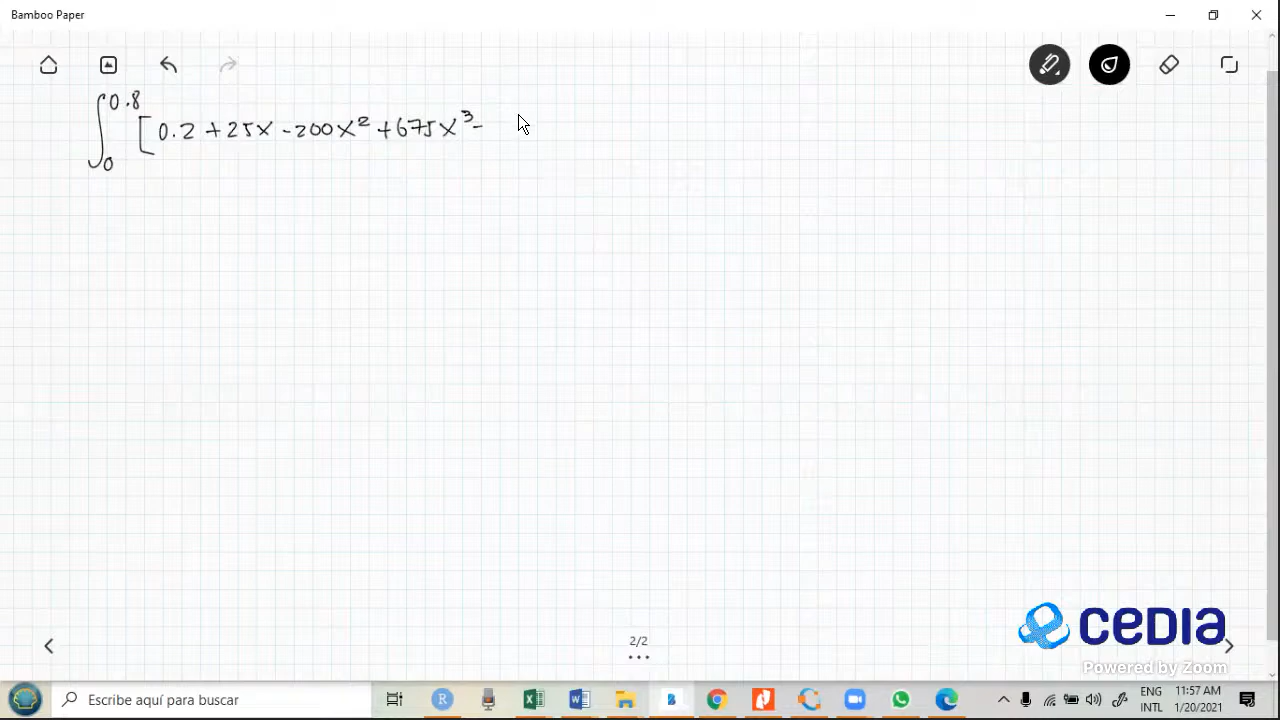 Bamboo Paper
∫₀^0.8 [0.2 + 25x - 200x² + 675x³ -
2/2
CEDIA
Powered by Zoom
Escribe aquí para buscar
ENG
INTL
11:57 AM
1/20/2021